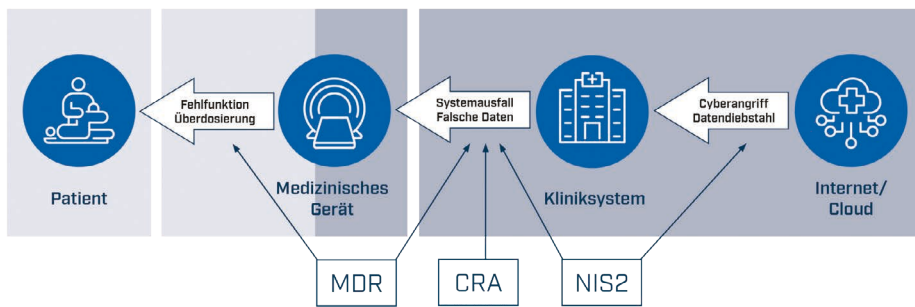 Fehlfunktion
Überdosierung
Systemausfall
Falsche Daten
Cyberangriff
Datendiebstahl
Patient
Medizinisches
Gerät
Kliniksystem
Internet/
Cloud
MDR
CRA
NIS2